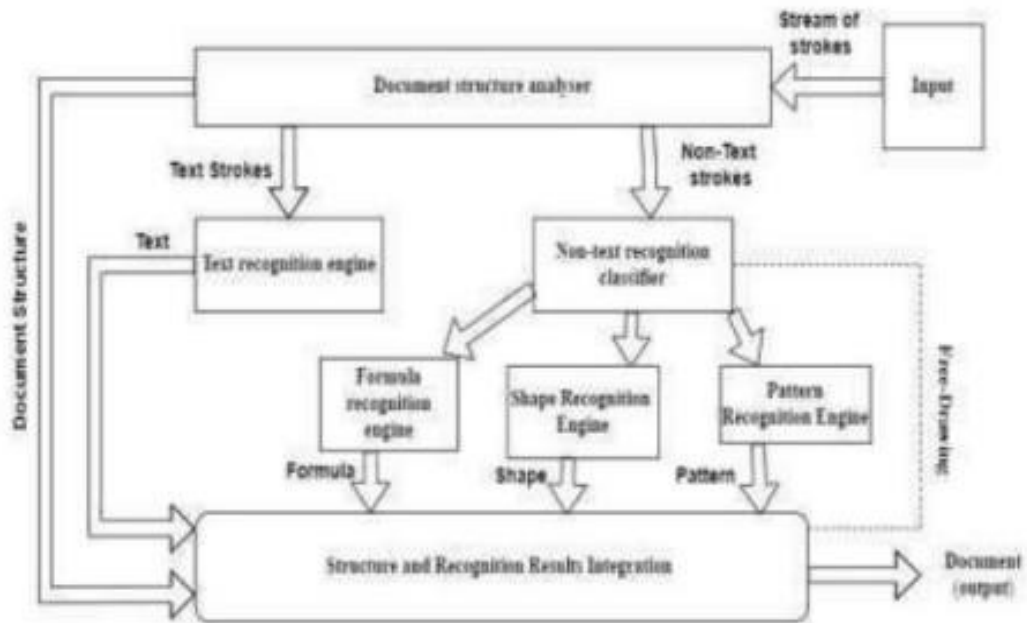 Stream of
strokes
Input
Document structure analyser
Text Strokes
Non-Text
strokes
Document Structure
Text
Text recognition engine
Non-text recognition
classifier
Free-Drawing
Formula
recognition
engine
Shape Recognition
Engine
Pattern
Recognition Engine
Formula
Shape
Pattern
Structure and Recognition Results Integration
Document
(output)